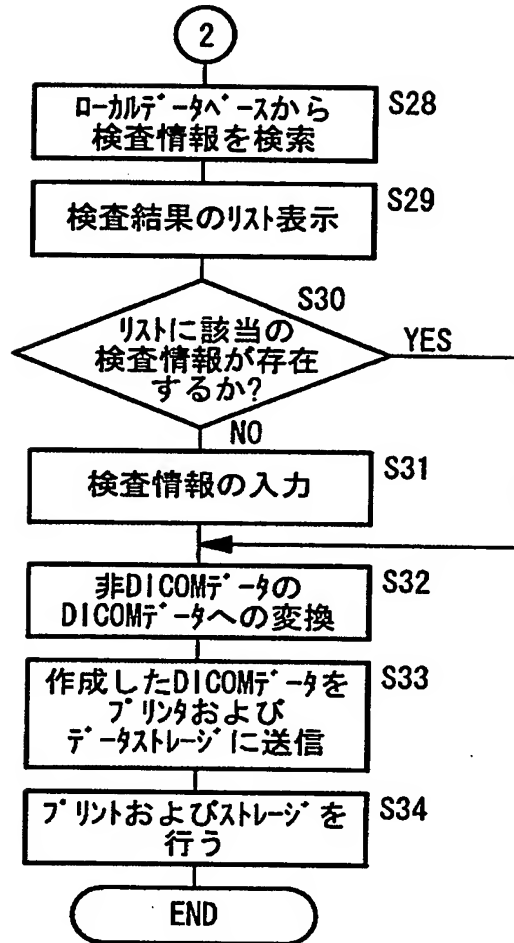 2
ローカルデータベースから
検査情報を検索
S28
検査結果のリスト表示
S29
S30
リストに該当の
検査情報が存在
するか?
YES
NO
検査情報の入力
S31
非DICOMデータの
DICOMデータへの変換
S32
作成したDICOMデータを
プリンタおよび
データストレージに送信
S33
プリントおよびストレージを
行う
S34
END